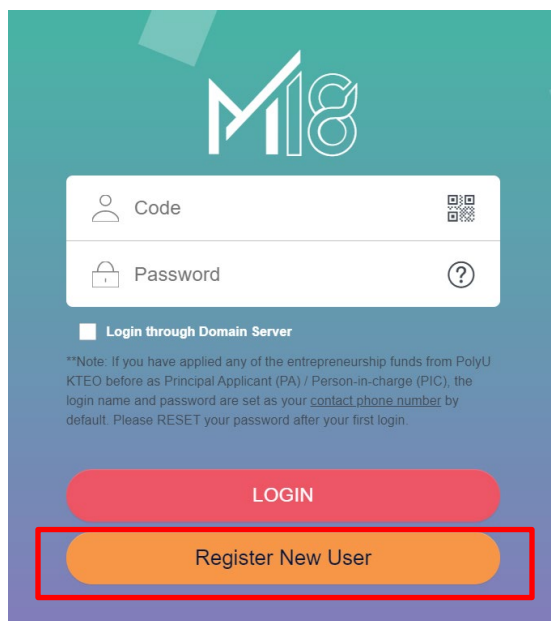 M18
Code
Password
?
Login through Domain Server
**Note: If you have applied any of the entrepreneurship funds from PolyU
KTEO before as Principal Applicant (PA) / Person-in-charge (PIC), the
login name and password are set as your contact phone number by
default. Please RESET your password after your first login.
LOGIN
Register New User